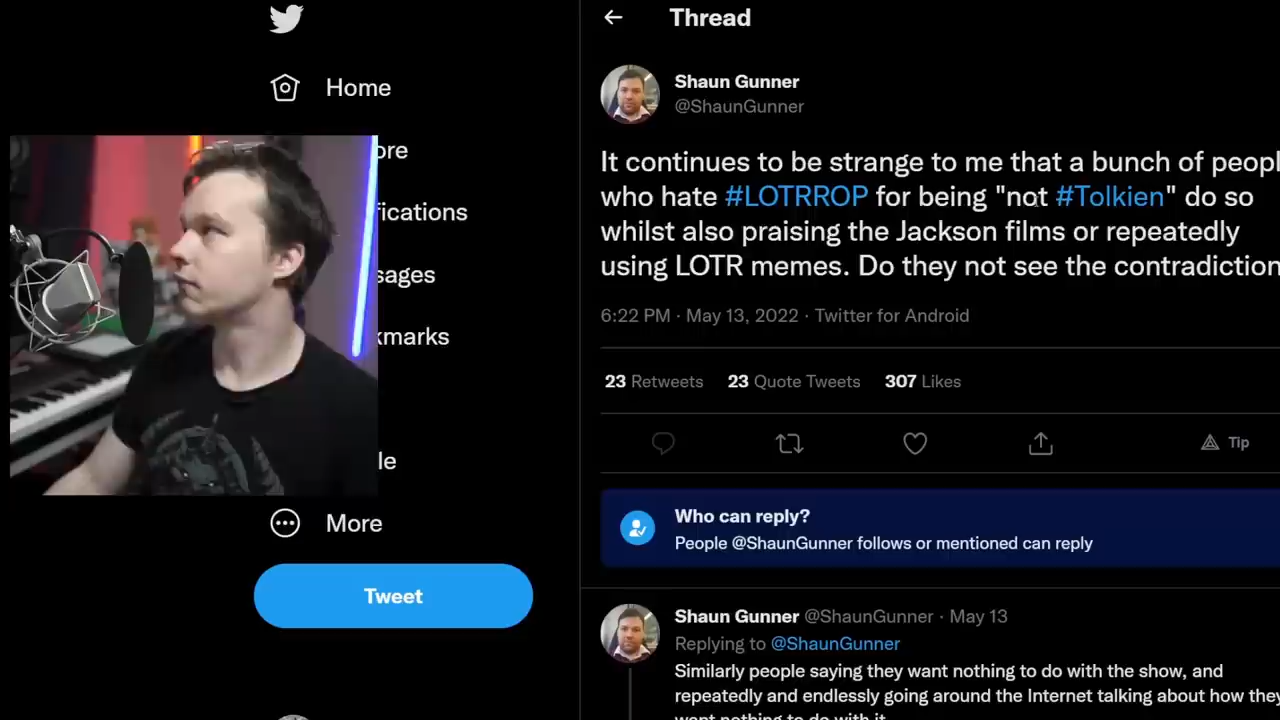 Home
ore
fications
sages
kmarks
le
More
Tweet
Thread
Shaun Gunner
@ShaunGunner
It continues to be strange to me that a bunch of peopl
who hate #LOTRROP for being "not #Tolkien" do so
whilst also praising the Jackson films or repeatedly
using LOTR memes. Do they not see the contradiction
6:22 PM · May 13, 2022 · Twitter for Android
23 Retweets 23 Quote Tweets 307 Likes
Tip
Who can reply?
People @ShaunGunner follows or mentioned can reply
Shaun Gunner @ShaunGunner · May 13
Replying to @ShaunGunner
Similarly people saying they want nothing to do with the show, and
repeatedly and endlessly going around the Internet talking about how they
want nothing to do with it